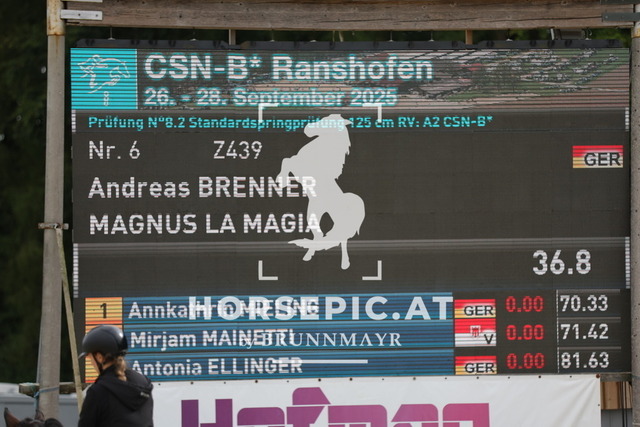 CSN-B* Ranshofen
26. - 28. September 2025
Prüfung N°8.2 Standardspringprüfung 125 cm RV: A2 CSN-B*
Nr. 6 Z439
GER
Andreas BRENNER
MAGNUS LA MAGIA
36.8
1 GER 0.00 70.33
HORSEPIC.AT
Mirjam MAINETTI V 0.00 71.42
BRUNNMAYR
Antonia ELLINGER GER 0.00 81.63